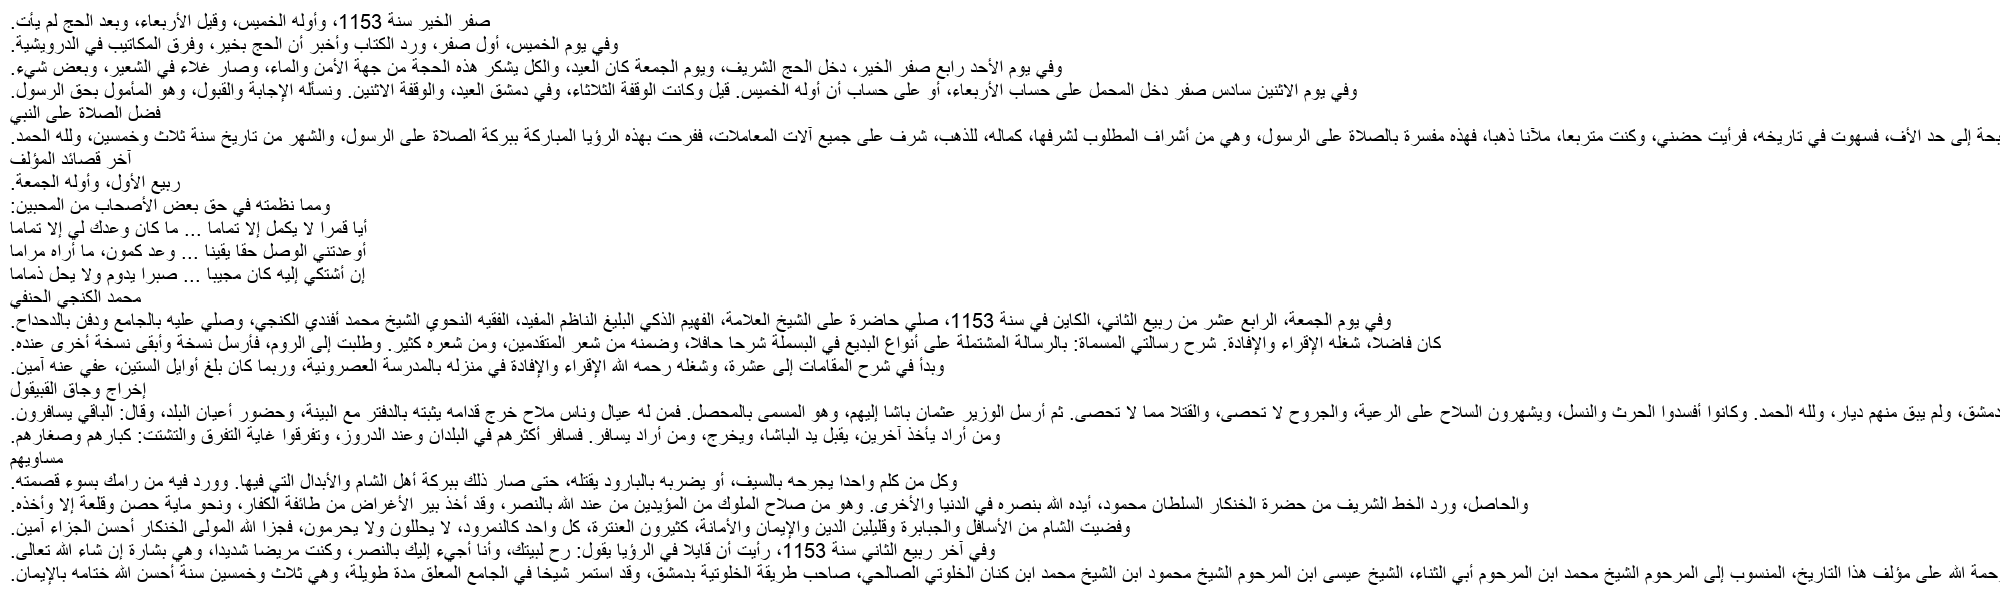 صفر الخير سنة 1153، وأوله الخميس، وقيل الأربعاء، وبعد الحج لم يأت.
وفي يوم الخميس، أول صفر، ورد الكتاب وأخبر أن الحج بخير، وفرق المكاتيب في الدرويشية.
وفي يوم الأحد رابع صفر الخير، دخل الحج الشريف، ويوم الجمعة كان العيد، والكل يشكر هذه الحجة من جهة الأمن والماء، وصار غلاء في الشعير، وبعض شيء.
وفي يوم الاثنين سادس صفر دخل المحمل على حساب الأربعاء، أو على حساب أن أوله الخميس. قيل وكانت الوقفة الثلاثاء، وفي دمشق العيد، والوقفة الاثنين. ونسأله الإجابة والقبول، وهو المأمول بحق الرسول.
فضل الصلاة على النبي
إلى حد الأف، فسهوت في تاريخه، فرأيت حضني، وكنت متربعا، ملآنا ذهبا، فهذه مفسرة بالصلاة على الرسول، وهي من أشراف المطلوب لشرفها، كماله، للذهب، شرف على جميع آلات المعاملات، ففرحت بهذه الرؤيا المباركة ببركة الصلاة على الرسول، والشهر من تاريخ سنة ثلاث وخمسين، ولله الحمد.
آخر قصائد المؤلف
ربيع الأول، وأوله الجمعة.
ومما نظمته في حق بعض الأصحاب من المحبين:
أيا قمرا لا يكمل إلا تماما ... ما كان وعدك لي إلا تماما
أوعدتني الوصل حقا يقينا ... وعد كمون، ما أراه مراما
إن أشتكي إليه كان مجيبا ... صبرا يدوم ولا يحل ذماما
محمد الكنجي الحنفي
وفي يوم الجمعة، الرابع عشر من ربيع الثاني، الكاين في سنة 1153، صلي حاضرة على الشيخ العلامة، الفهيم الذكي البليغ الناظم المفيد، الفقيه النحوي الشيخ محمد أفندي الكنجي، وصلي عليه بالجامع ودفن بالدحداح.
كان فاضلا، شغله الإقراء والإفادة. شرح رسالتي المسماة: بالرسالة المشتملة على أنواع البديع في البسملة شرحا حافلا، وضمنه من شعر المتقدمين، ومن شعره كثير. وطلبت إلى الروم، فأرسل نسخة وأبقى نسخة أخرى عنده.
وبدأ في شرح المقامات إلى عشرة، وشغله رحمه الله الإقراء والإفادة في منزله بالمدرسة العصرونية، وربما كان بلغ أوايل الستين، عفي عنه آمين.
إخراج وجاق القبيقول
دمشق، ولم يبق منهم ديار، ولله الحمد. وكانوا أفسدوا الحرث والنسل، ويشهرون السلاح على الرعية، والجروح لا تحصى، والقتلا مما لا تحصى. ثم أرسل الوزير عثمان باشا إليهم، وهو المسمى بالمحصل. فمن له عيال وناس ملاح خرج قدامه يثبته بالدفتر مع البينة، وحضور أعيان البلد، وقال: الباقي يسافرون.
ومن أراد يأخذ آخرين، يقبل يد الباشا، ويخرج، ومن أراد يسافر. فسافر أكثرهم في البلدان وعند الدروز، وتفرقوا غاية التفرق والتشتت: كبارهم وصغارهم.
مساويهم
وكل من كلم واحدا يجرحه بالسيف، أو يضربه بالبارود يقتله، حتى صار ذلك ببركة أهل الشام والأبدال التي فيها. وورد فيه من رامك بسوء قصمته.
والحاصل، ورد الخط الشريف من حضرة الخنكار السلطان محمود، أيده الله بنصره في الدنيا والأخرى. وهو من صلاح الملوك من المؤيدين من عند الله بالنصر، وقد أخذ بير الأغراض من طائفة الكفار، ونحو ماية حصن وقلعة إلا وأخذه.
وفضيت الشام من الأسافل والجبابرة وقليلين الدين والإيمان والأمانة، كثيرون العنترة، كل واحد كالنمرود، لا يحللون ولا يحرمون، فجزا الله المولى الخنكار أحسن الجزاء آمين.
وفي آخر ربيع الثاني سنة 1153، رأيت أن قايلا في الرؤيا يقول: رح لبيتك، وأنا أجيء إليك بالنصر، وكنت مريضا شديدا، وهي بشارة إن شاء الله تعالى.
الله على مؤلف هذا التاريخ، المنسوب إلى المرحوم الشيخ محمد ابن المرحوم أبي الثناء، الشيخ عيسى ابن المرحوم الشيخ محمود ابن الشيخ محمد ابن كنان الخلوتي الصالحي، صاحب طريقة الخلوتية بدمشق، وقد استمر شيخا في الجامع المعلق مدة طويلة، وهي ثلاث وخمسين سنة أحسن الله ختامه بالإيمان.